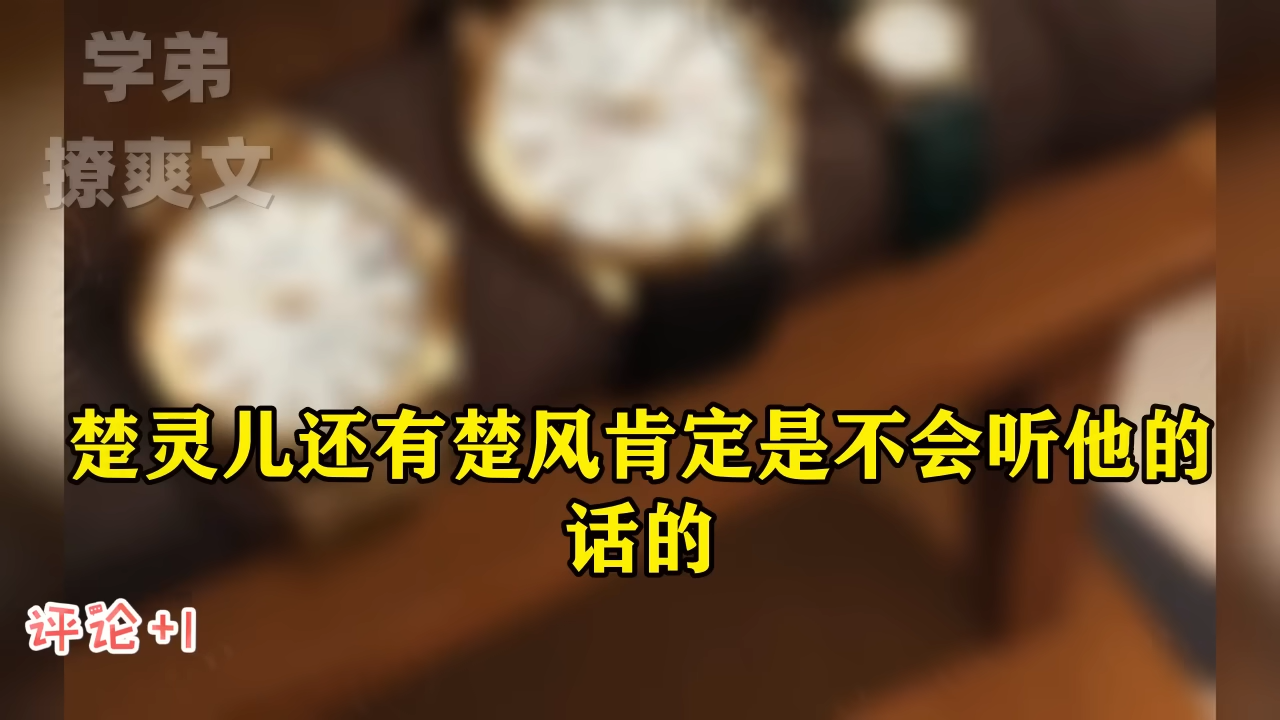 学弟
撩爽文
楚灵儿还有楚风肯定是不会听他的
话的
评论+1